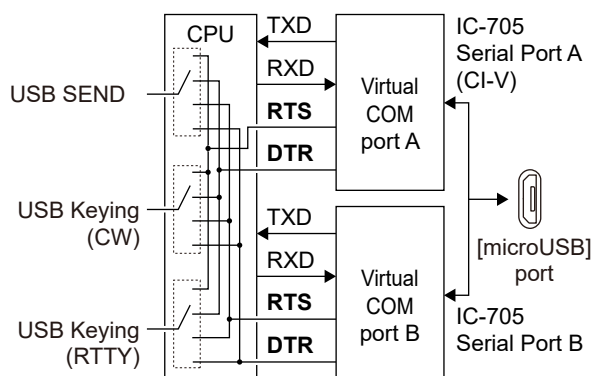 CPU
USB SEND
USB Keying
(CW)
USB Keying
(RTTY)
TXD
RXD
RTS
DTR
Virtual
COM
port A
IC-705
Serial Port A
(CI-V)
TXD
RXD
RTS
DTR
Virtual
COM
port B
[microUSB]
port
IC-705
Serial Port B